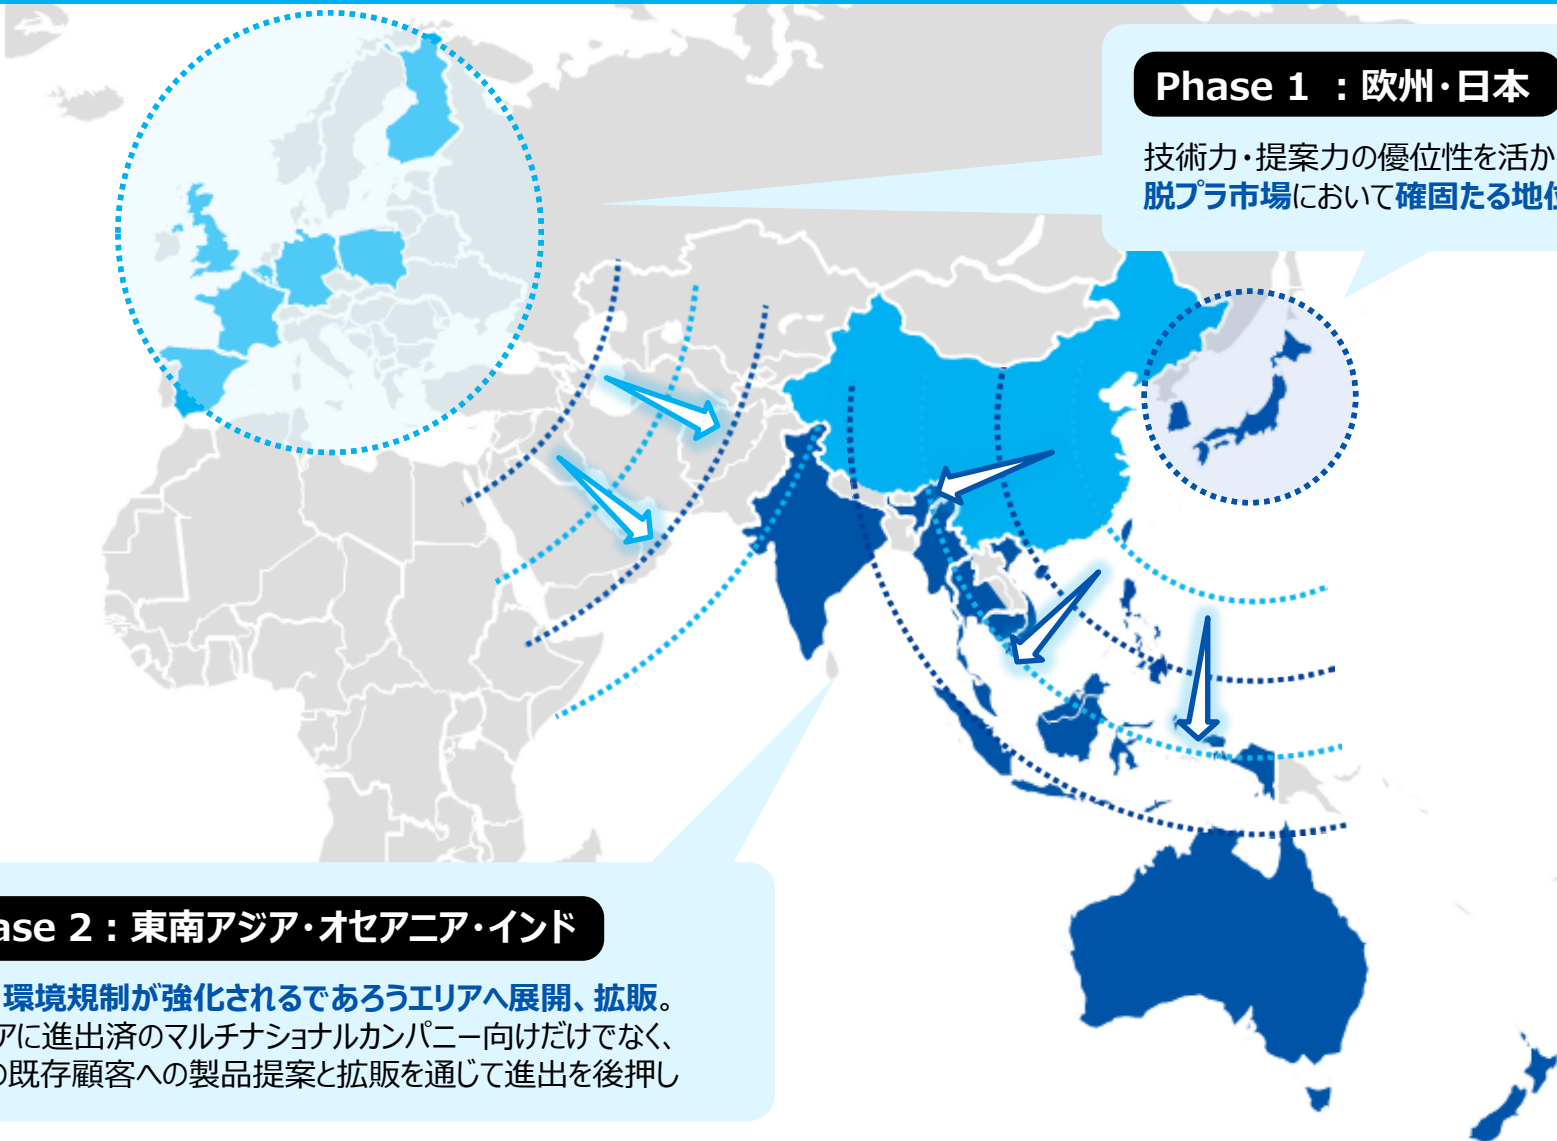 Phase 1 ：欧州・日本
技術力・提案力の優位性を活か
脱プラ市場において確固たる地位
ase 2：東南アジア・オセアニア・インド
環境規制が強化されるであろうエリアへ展開、拡販。
アに進出済のマルチナショナルカンパニー向けだけでなく、
の既存顧客への製品提案と拡販を通じて進出を後押し